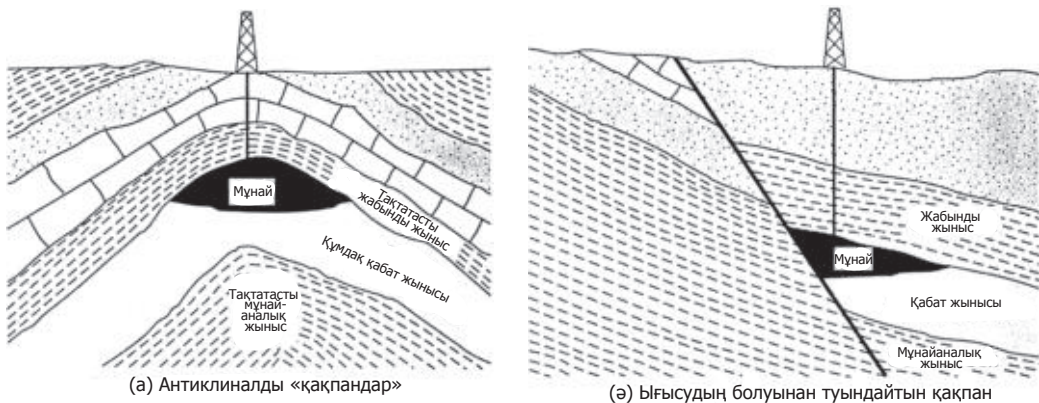 Мұнай
Тақтатасты
жабынды жыныс
Құмдақ қабат жынысы
Тақтатасты
мұнай-
аналық
жыныс
(а) Антиклиналды «қақпандар»
Жабынды
жыныс
Мұнай
Қабат жынысы
Мұнайаналық
жыныс
(ә) Ығысудың болуынан туындайтын қақпан